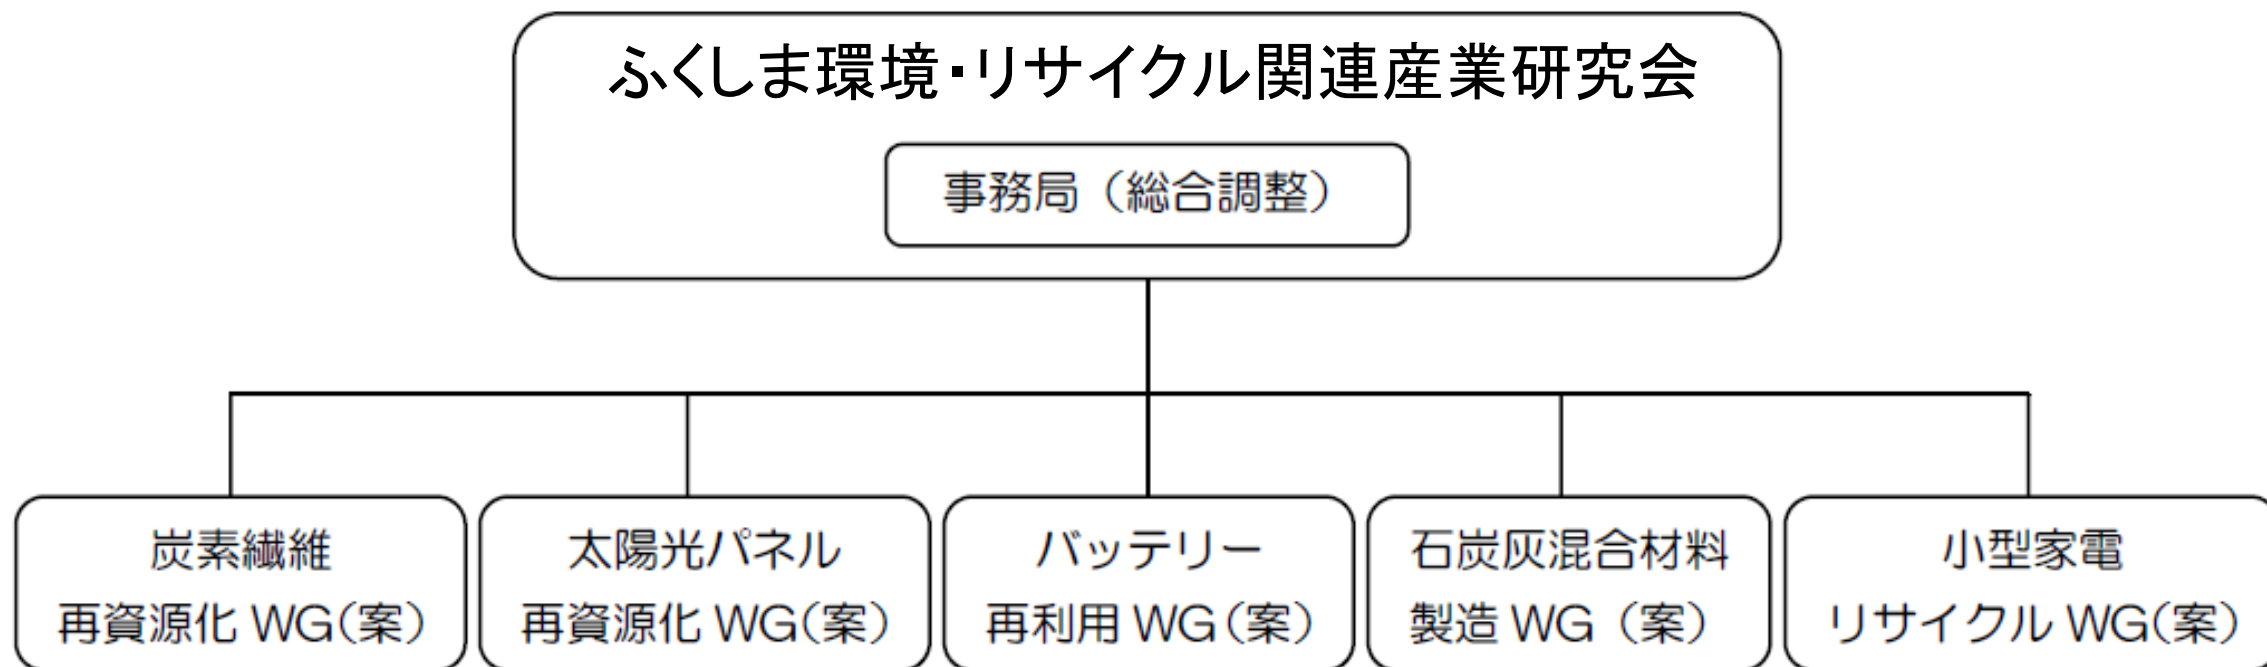 ふくしま環境・リサイクル関連産業研究会
事務局（総合調整）
炭素繊維
再資源化 WG(案)
太陽光パネル
再資源化 WG(案)
バッテリー
再利用 WG(案)
石炭灰混合材料
製造 WG（案）
小型家電
リサイクル WG(案)